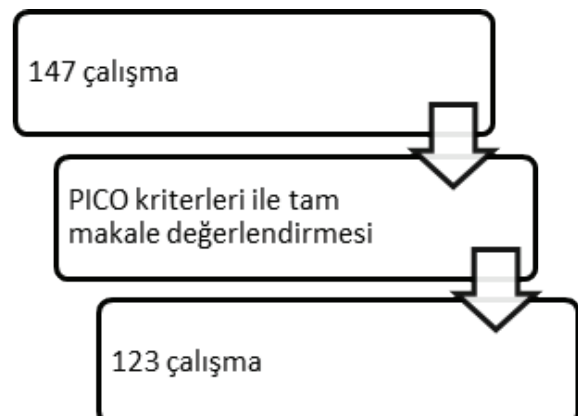 147 çalışma
PICO kriterleri ile tam
makale değerlendirmesi
123 çalışma